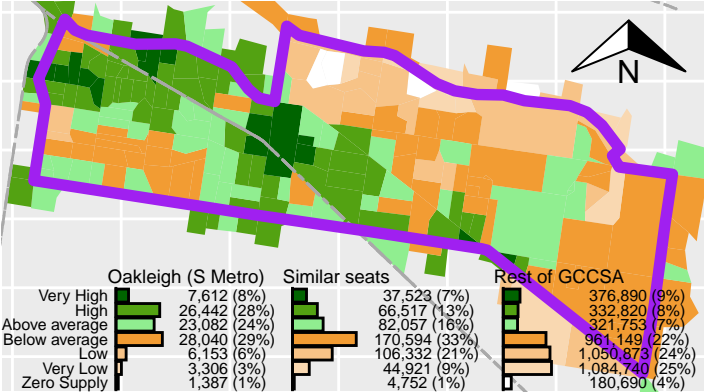 N
Oakleigh (S Metro) Similar seats Rest of GCCSA
Very High 7,612 (8%) 37,523 (7%) 376,890 (9%)
High 26,442 (28%) 66,517 (13%) 332,820 (8%)
Above average 23,082 (24%) 82,057 (16%) 321,753 (7%)
Below average 28,040 (29%) 170,594 (33%) 961,149 (22%)
Low 6,153 (6%) 106,332 (21%) 1,050,873 (24%)
Very Low 3,306 (3%) 44,921 (9%) 1,084,740 (25%)
Zero Supply 1,387 (1%) 4,752 (1%) 180,690 (4%)